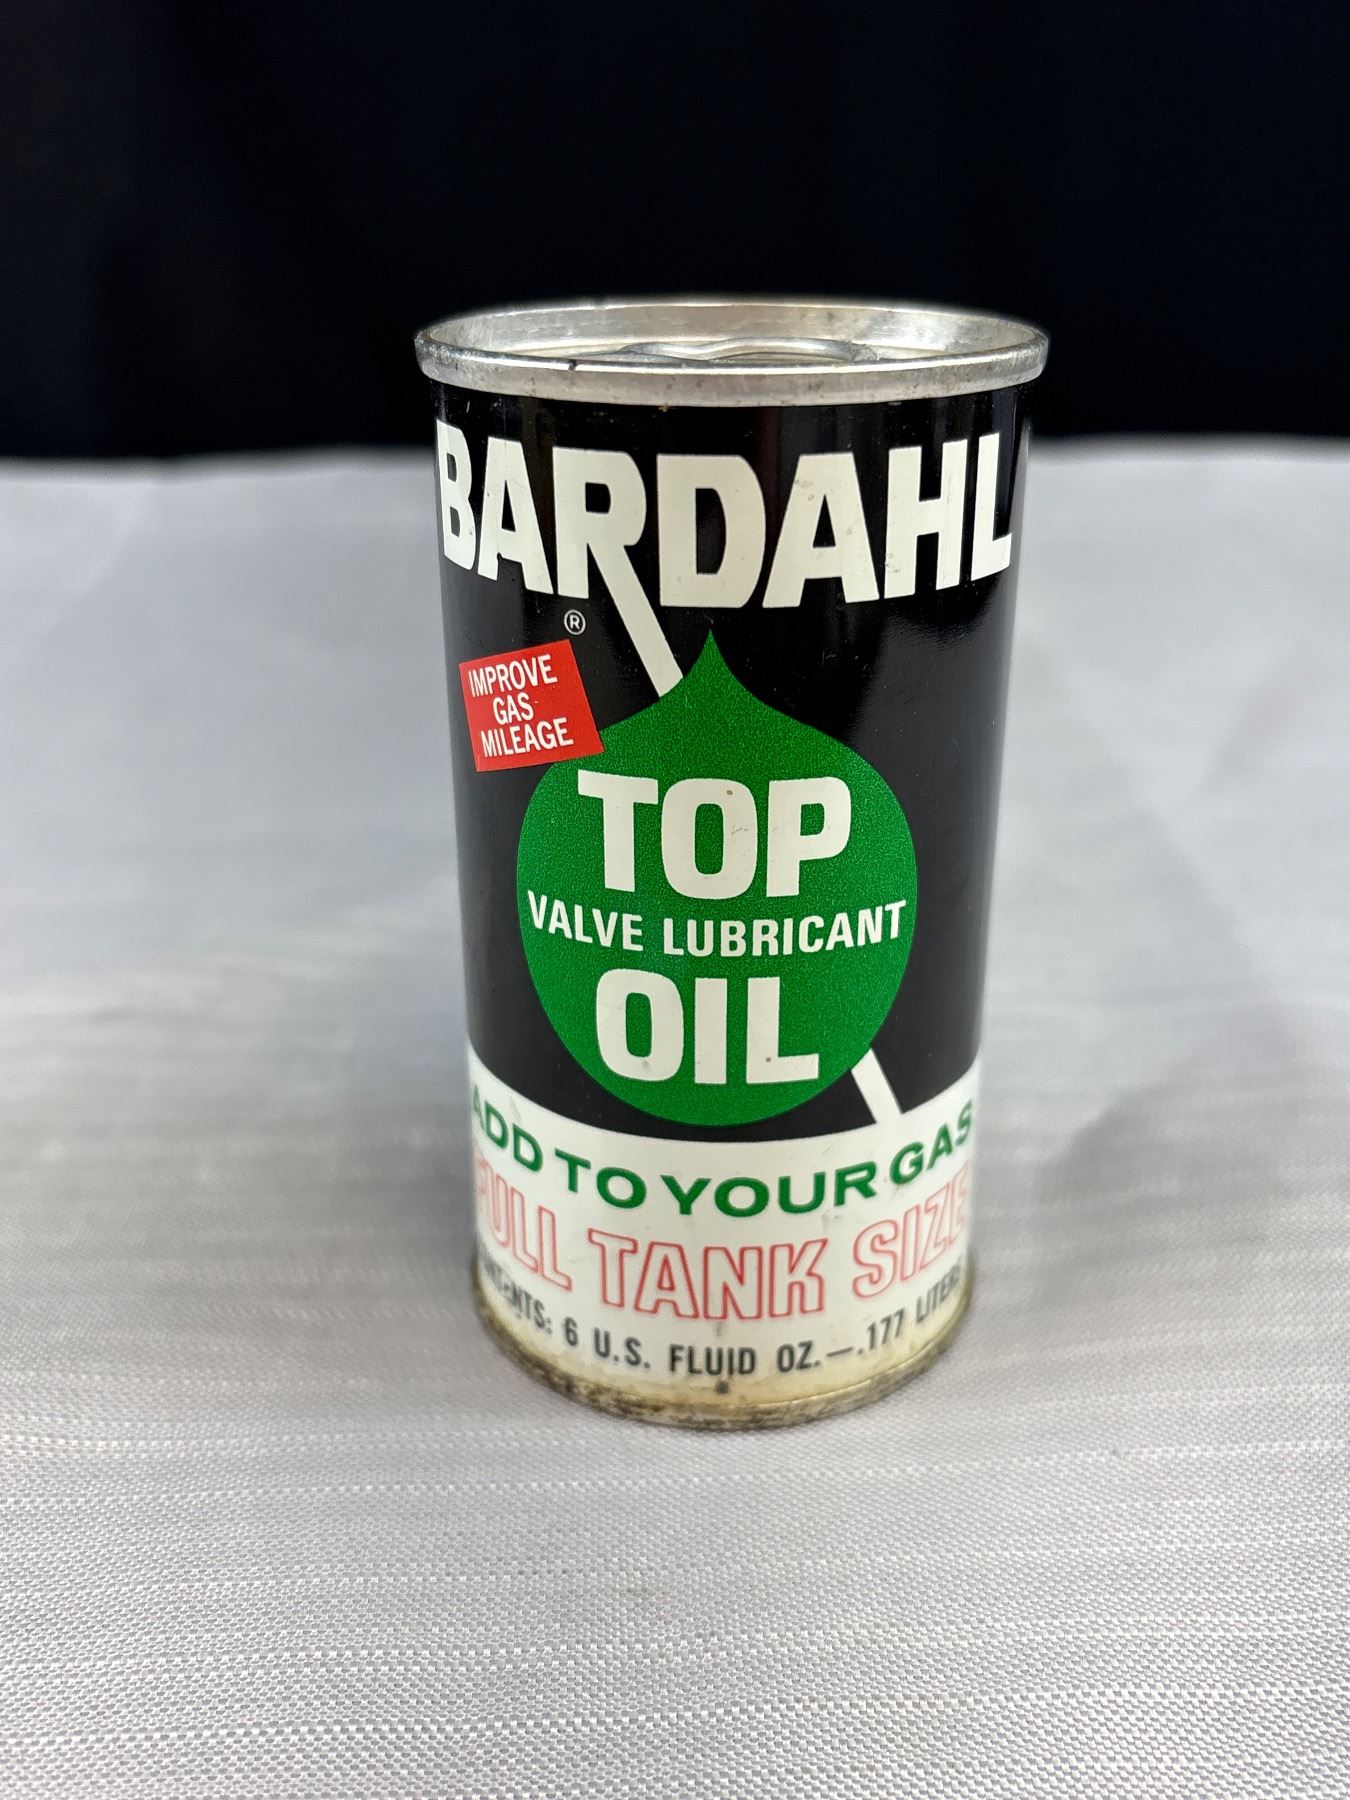 BARDAHL
®
IMPROVE
GAS
MILEAGE
TOP
VALVE LUBRICANT
OIL
ADD TO YOUR GAS
FULL TANK SIZE
6 U.S. FLUID OZ.—.177